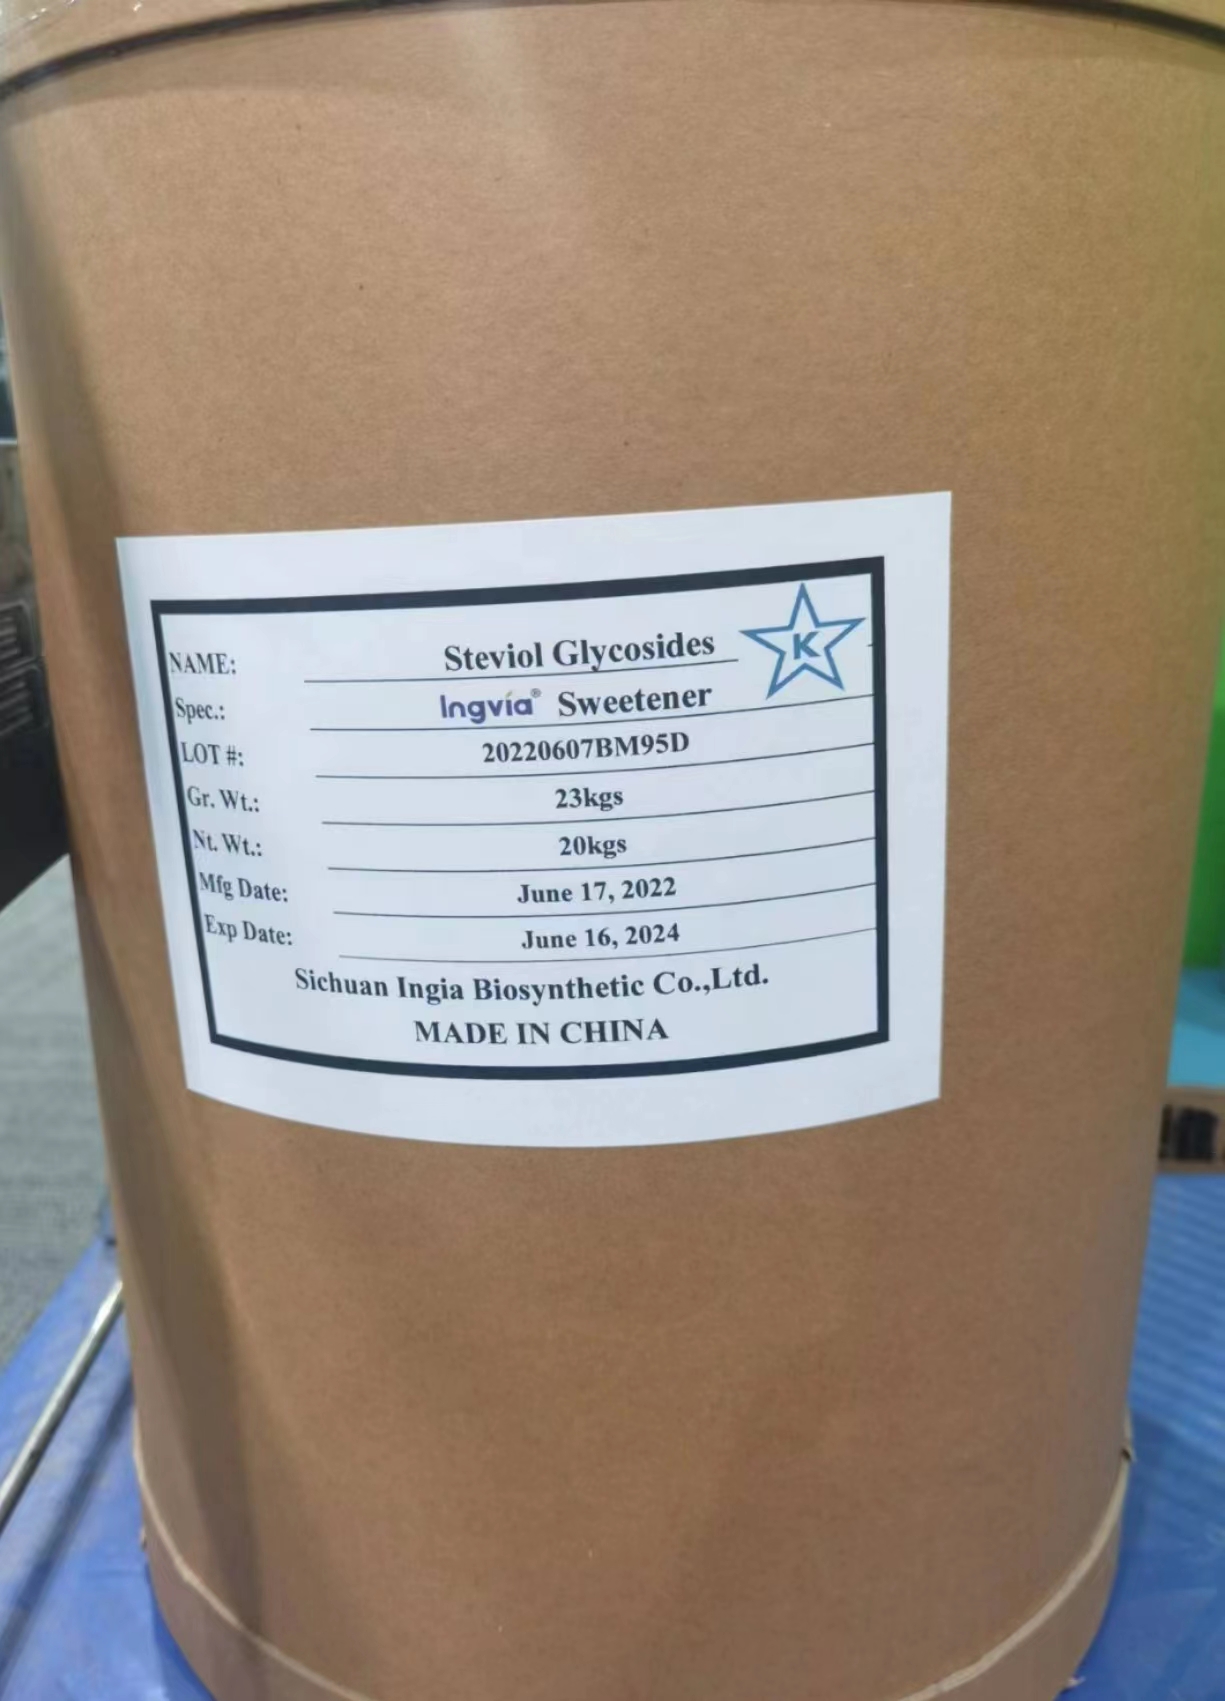 NAME: Steviol Glycosides
K
Spec.: Ingvia® Sweetener
LOT #: 20220607BM95D
Gr. Wt.: 23kgs
Nt. Wt.: 20kgs
Mfg Date: June 17, 2022
Exp Date: June 16, 2024
Sichuan Ingia Biosynthetic Co.,Ltd.
MADE IN CHINA